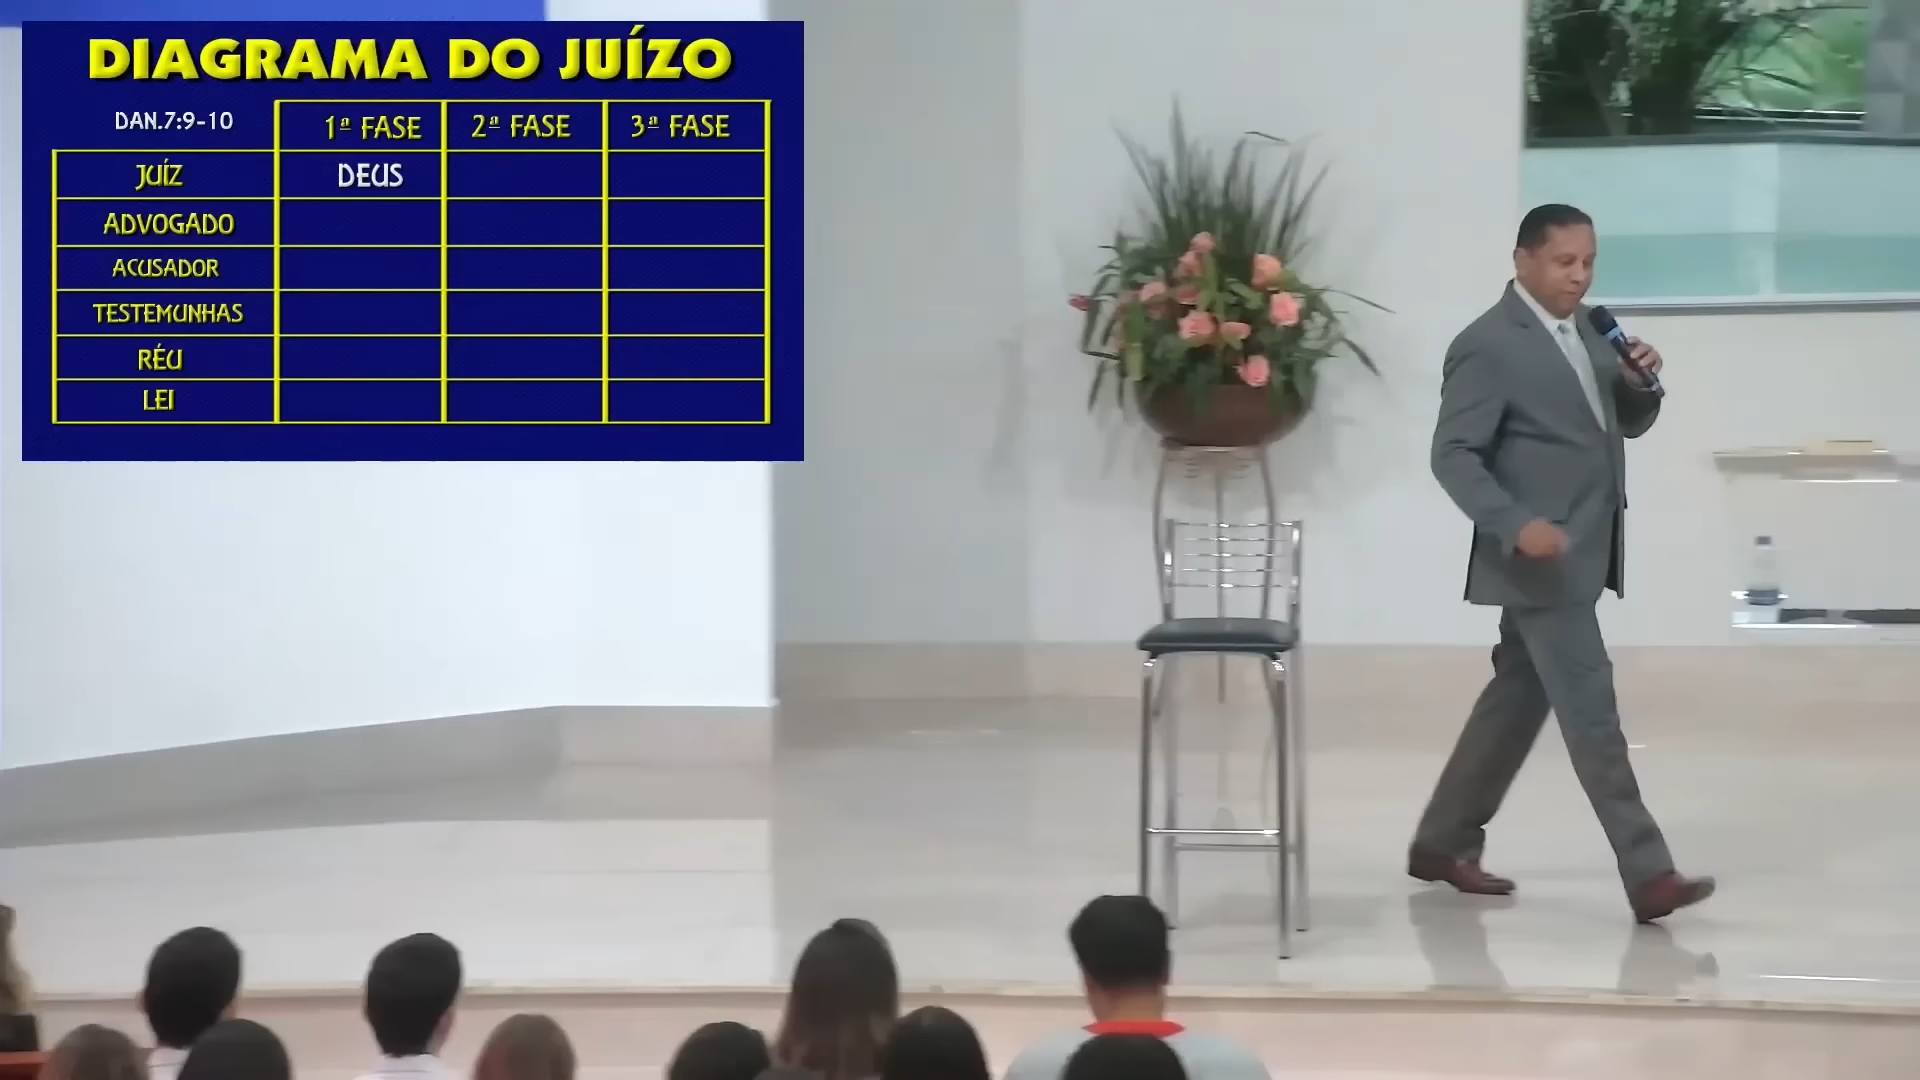 DIAGRAMA DO JUÍZO
DAN.7:9-10 1ª FASE 2ª FASE 3ª FASE
JUÍZ DEUS
ADVOGADO
ACUSADOR
TESTEMUNHAS
RÉU
LEI